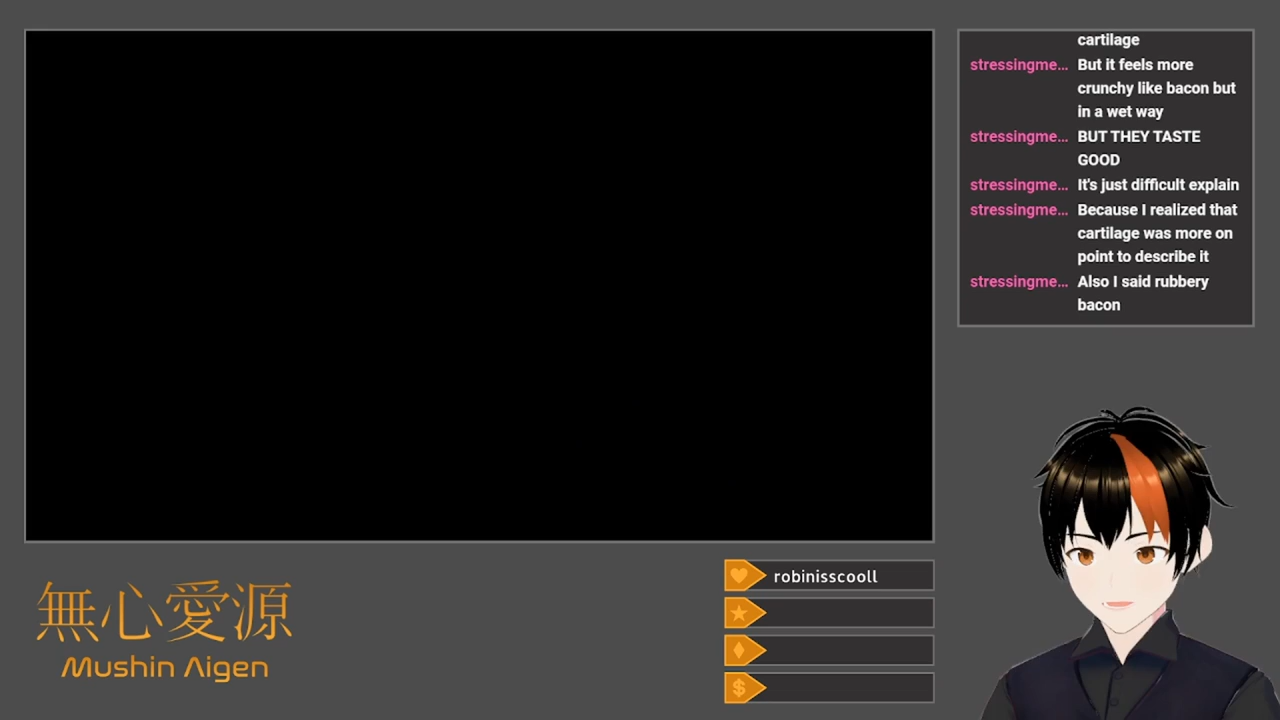 cartilage
stressingme... But it feels more
crunchy like bacon but
in a wet way
stressingme... BUT THEY TASTE
GOOD
stressingme... It's just difficult explain
stressingme... Because I realized that
cartilage was more on
point to describe it
stressingme... Also I said rubbery
bacon
robinisscooll
$
無心愛源
Mushin Aigen